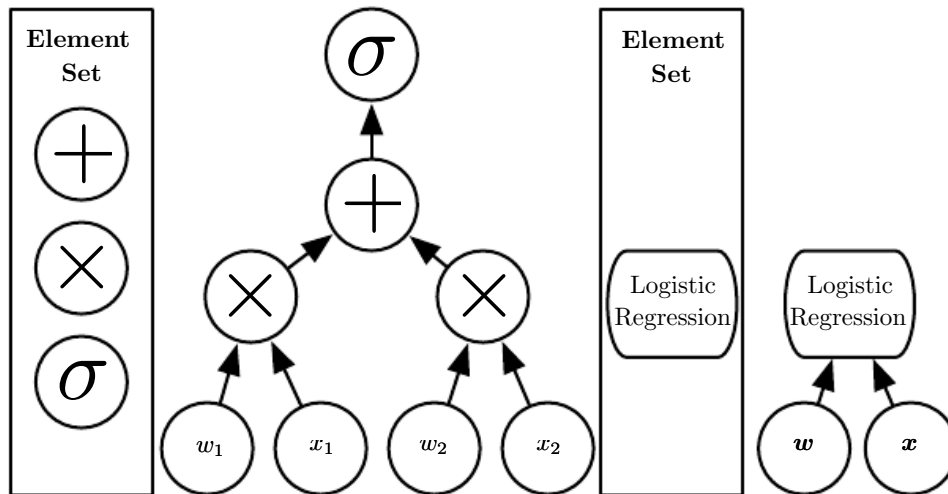 Element
Set
+
×
σ
σ
+
×
×
w₁
x₁
w₂
x₂
Element
Set
Logistic
Regression
Logistic
Regression
w
x